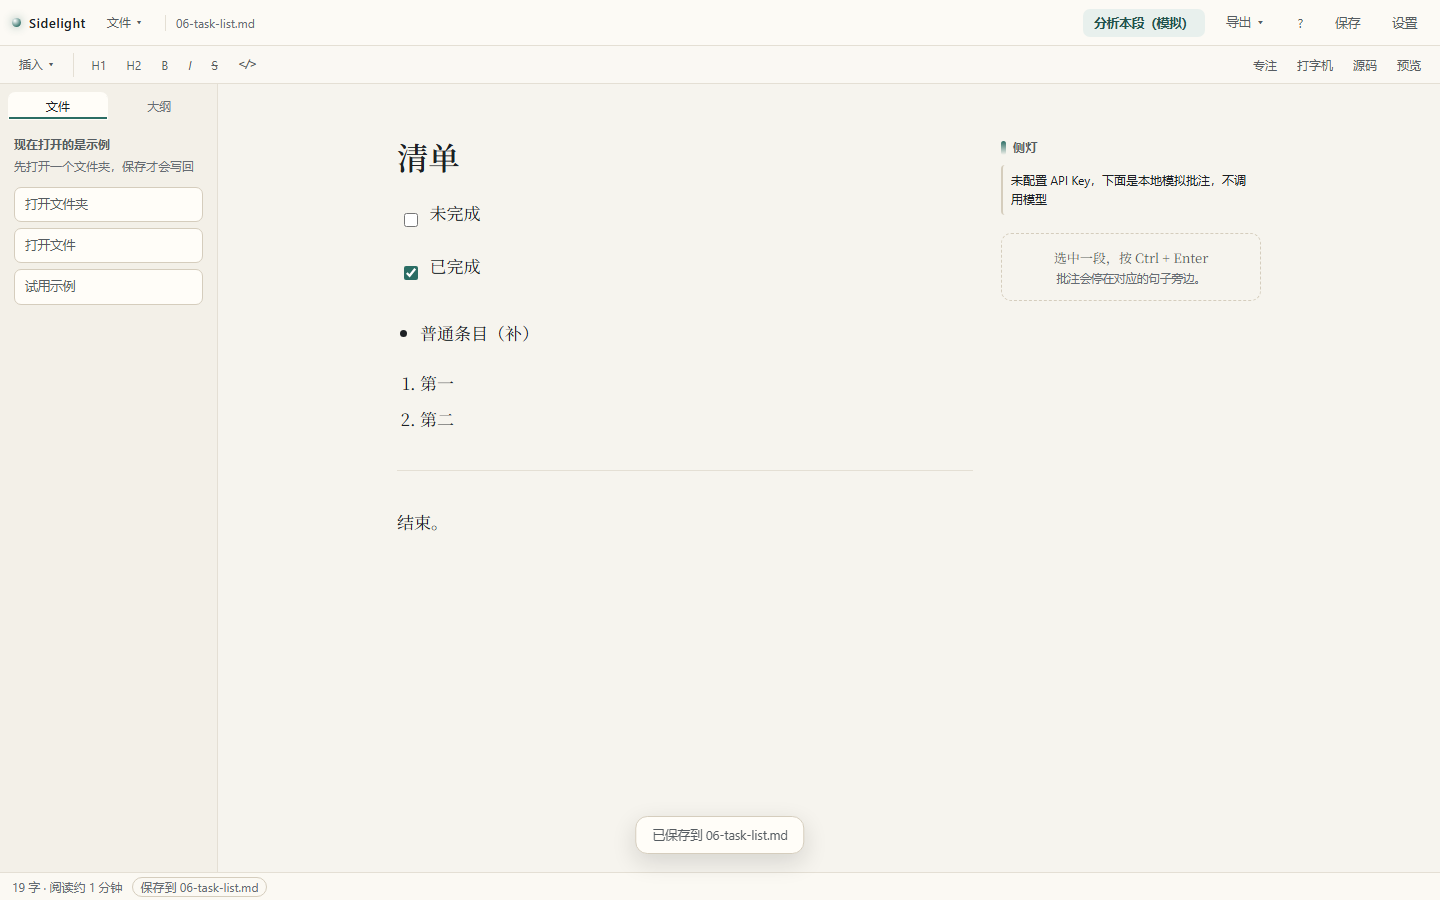 Sidelight 文件 ▾ 06-task-list.md 分析本段（模拟） 导出 ▾ ? 保存 设置
插入 ▾ H1 H2 B I S </> 专注 打字机 源码 预览
文件 大纲
现在打开的是示例
先打开一个文件夹，保存才会写回
打开文件夹
打开文件
试用示例
清单
未完成
已完成
普通条目（补）
1. 第一
2. 第二
结束。
侧灯
未配置 API Key，下面是本地模拟批注，不调
用模型
选中一段，按 Ctrl + Enter
批注会停在对应的句子旁边。
已保存到 06-task-list.md
19 字 · 阅读约 1 分钟 保存到 06-task-list.md